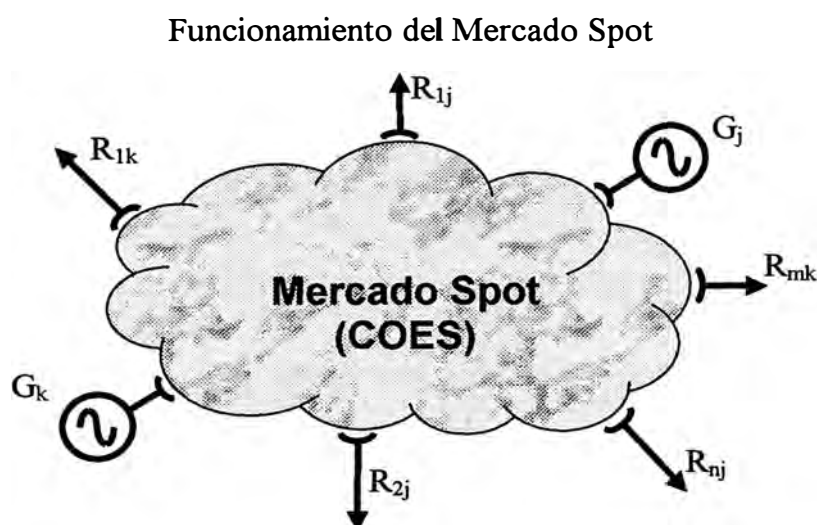 Funcionamiento del Mercado Spot
R1j
Gj
R1k
Mercado Spot
(COES)
Rmk
Gk
R2j
Rnj